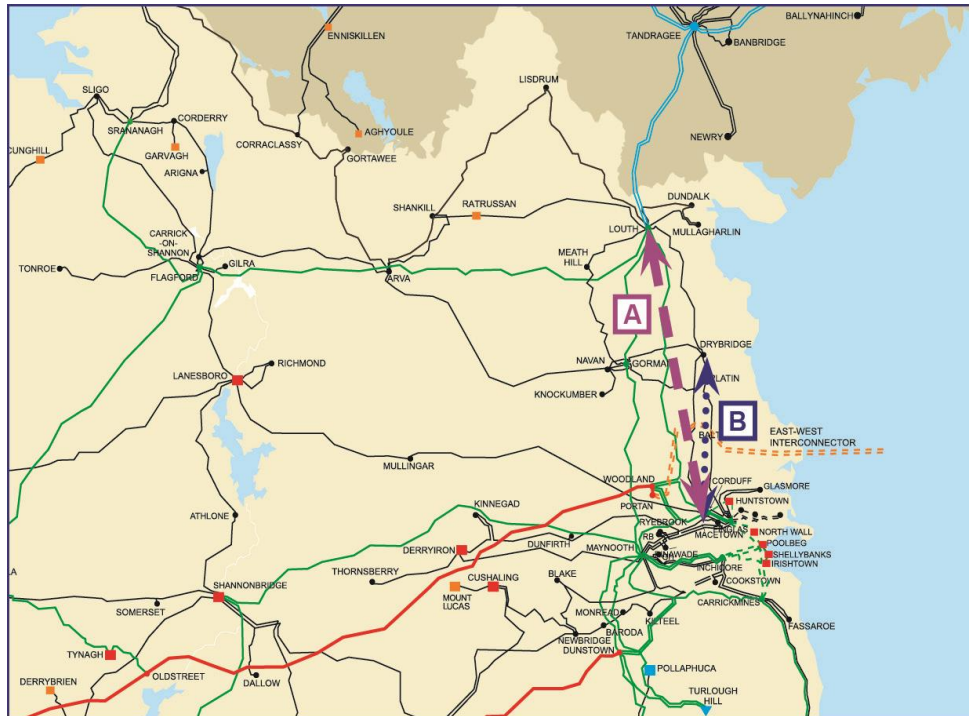 BALLYNAHINCH
ENNISKILLEN
TANDRAGEE
BANBRIDGE
LISDRUM
SLIGO
CORDERRY
SRANANAGH
NEWRY
AGHYOULE
CORRACLASSY
CUNGHILL
GARVAGH
GORTAWEE
ARIGNA
DUNDALK
SHANKILL
RATRUSSAN
LOUTH
MULLAGHARLIN
CARRICK
-ON-
SHANNON
MEATH
HILL
TONROE
GILRA
FLAGFORD
ARVA
A
DRYBRIDGE
RICHMOND
NAVAN
GORMAN
LANESBORO
PLATIN
KNOCKUMBER
B
BALT
EAST-WEST
INTERCONNECTOR
MULLINGAR
WOODLAND
CORDUFF
GLASMORE
KINNEGAD
PORTAN
HUNTSTOWN
ATHLONE
RYEBROOK
FINGLAS
NORTH WALL
RB
MACETOWN
DUNFIRTH
MAYNOOTH
POOLBEG
DERRYIRON
SHELLYBANKS
INCHICORE
IRISHTOWN
THORNSBERRY
CUSHALING
BLAKE
COOKSTOWN
SHANNONBRIDGE
MOUNT
LUCAS
CARRICKMINES
SOMERSET
MONREAD
KILTEEL
FASSAROE
BARODA
NEWBRIDGE
DUNSTOWN
TYNAGH
POLLAPHUCA
OLDSTREET
DALLOW
DERRYBRIEN
TURLOUGH
HILL